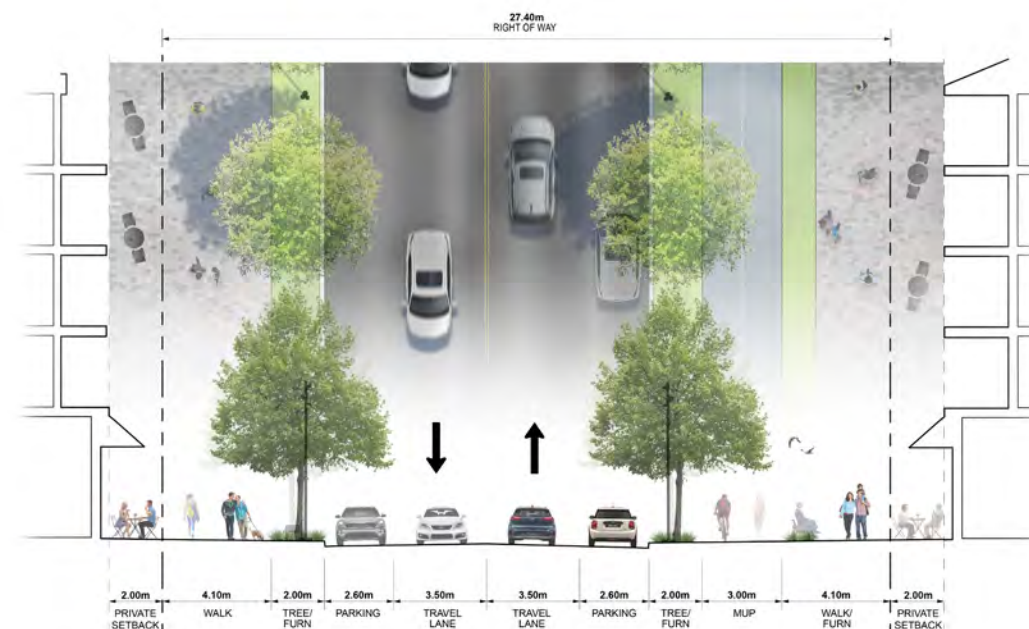 27.40m
RIGHT OF WAY
2.00m 4.10m 2.00m 2.60m 3.50m 3.50m 2.60m 2.00m 3.00m 4.10m 2.00m
PRIVATE WALK TREE/ PARKING TRAVEL TRAVEL PARKING TREE/ MUP WALK/ PRIVATE
SETBACK FURN LANE LANE FURN FURN SETBACK